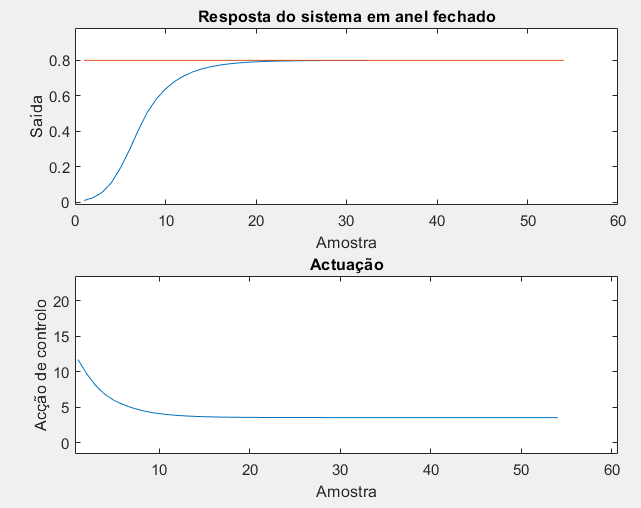 Resposta do sistema em anel fechado
0.8
0.6
0.4
0.2
0
Saída
0 10 20 30 40 50 60
Amostra
Actuação
20
15
10
5
0
Acção de controlo
10 20 30 40 50 60
Amostra